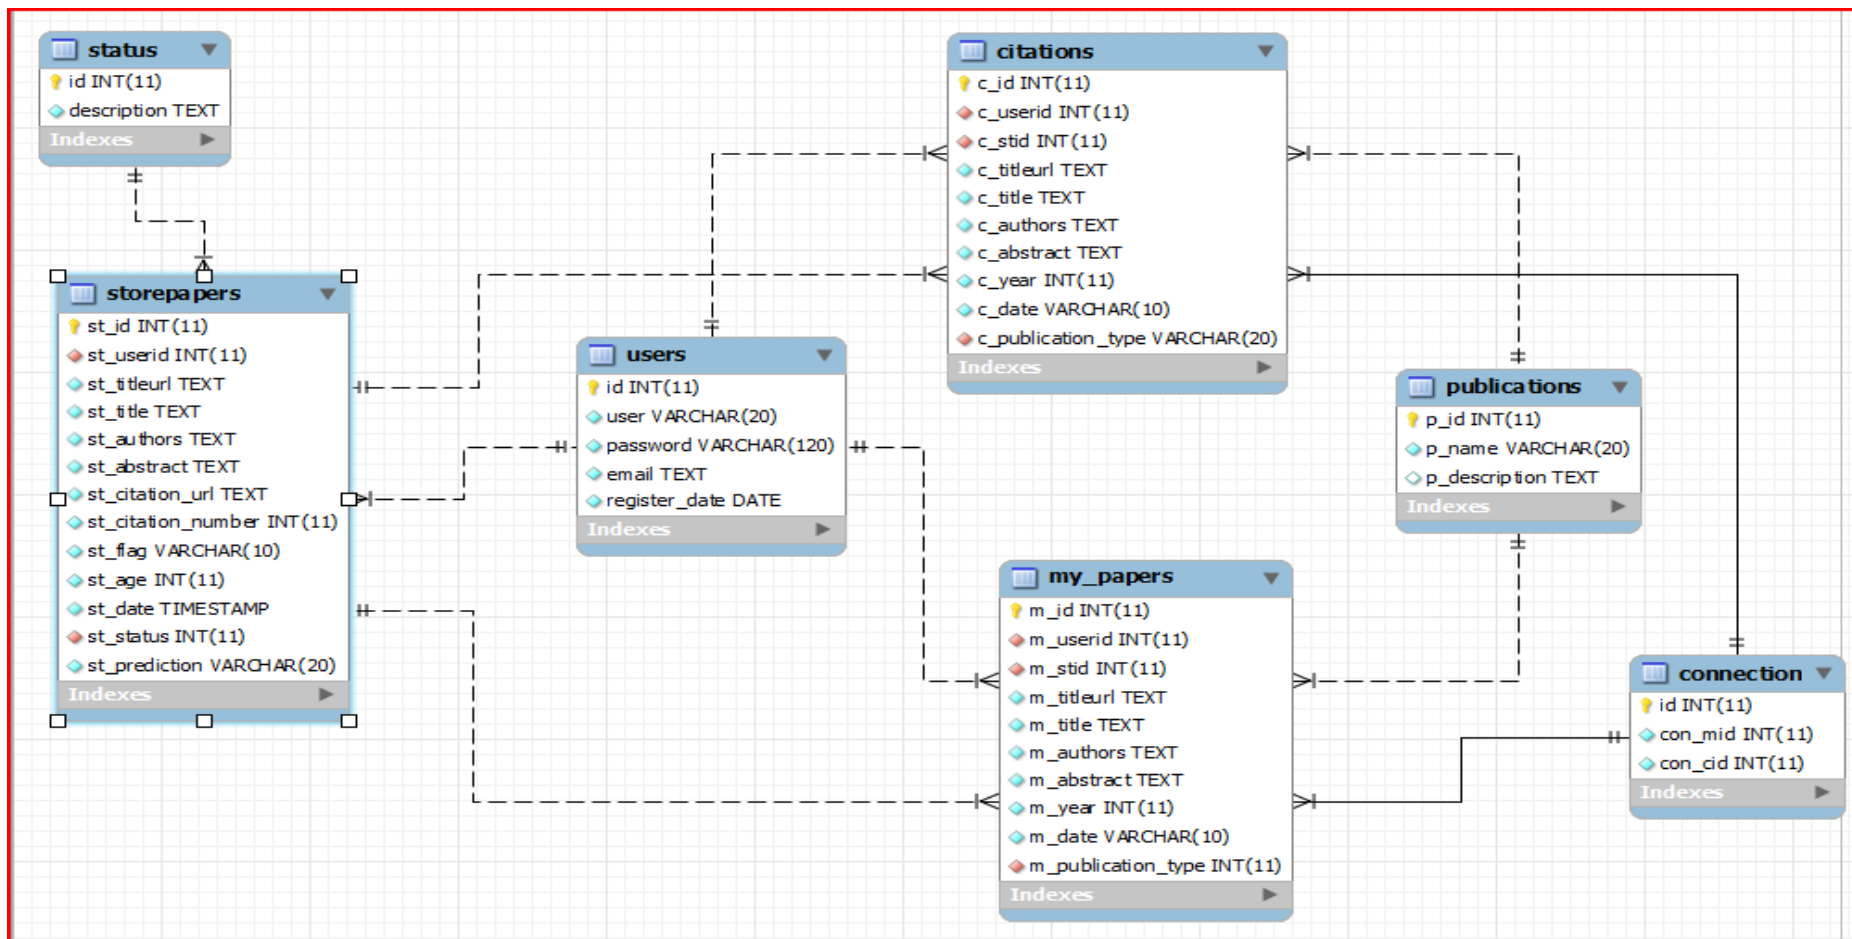 status
id INT(11)
description TEXT
Indexes
storepapers
st_id INT(11)
st_userid INT(11)
st_titleurl TEXT
st_title TEXT
st_authors TEXT
st_abstract TEXT
st_citation_url TEXT
st_citation_number INT(11)
st_flag VARCHAR(10)
st_age INT(11)
st_date TIMESTAMP
st_status INT(11)
st_prediction VARCHAR(20)
Indexes
users
id INT(11)
user VARCHAR(20)
password VARCHAR(120)
email TEXT
register_date DATE
Indexes
citations
c_id INT(11)
c_userid INT(11)
c_stid INT(11)
c_titleurl TEXT
c_title TEXT
c_authors TEXT
c_abstract TEXT
c_year INT(11)
c_date VARCHAR(10)
c_publication_type VARCHAR(20)
Indexes
publications
p_id INT(11)
p_name VARCHAR(20)
p_description TEXT
Indexes
my_papers
m_id INT(11)
m_userid INT(11)
m_stid INT(11)
m_titleurl TEXT
m_title TEXT
m_authors TEXT
m_abstract TEXT
m_year INT(11)
m_date VARCHAR(10)
m_publication_type INT(11)
Indexes
connection
id INT(11)
con_mid INT(11)
con_cid INT(11)
Indexes